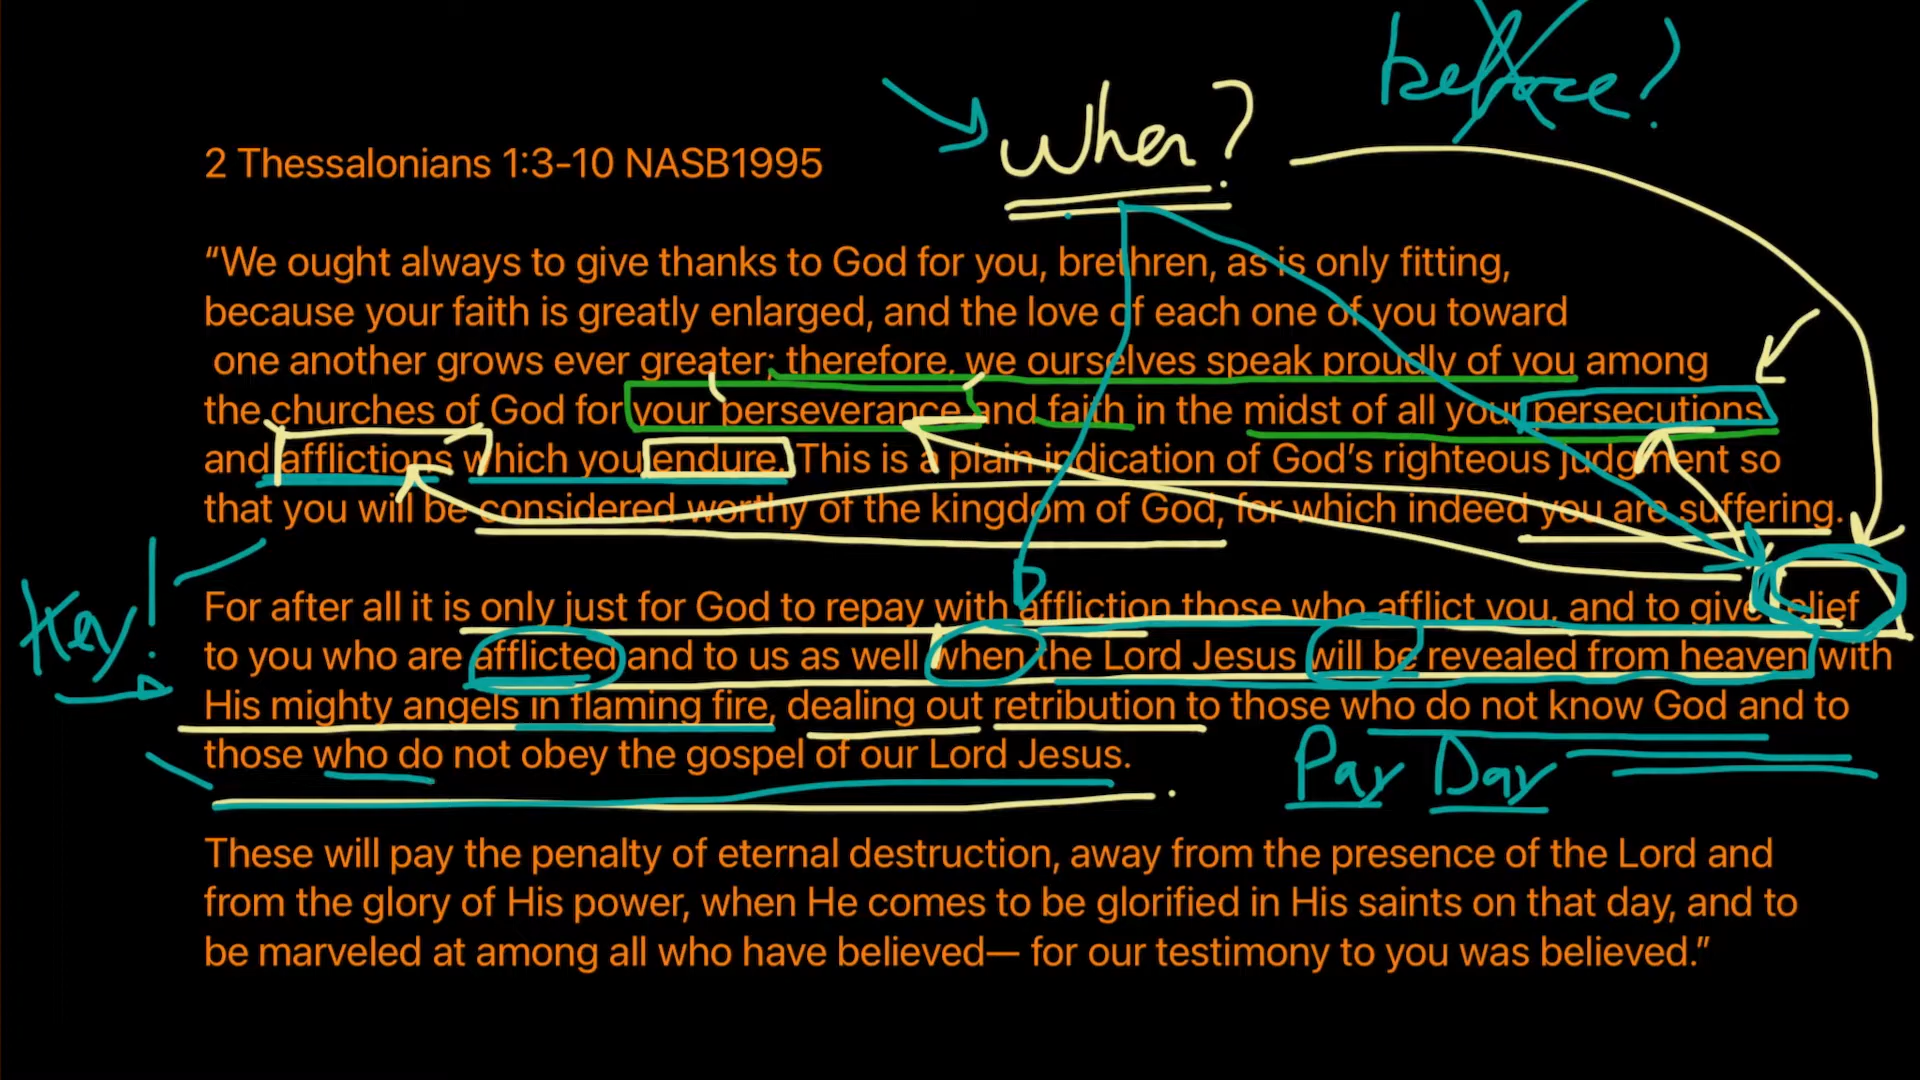 before?
When?
2 Thessalonians 1:3-10 NASB1995
“We ought always to give thanks to God for you, brethren, as is only fitting,
because your faith is greatly enlarged, and the love of each one of you toward
one another grows ever greater; therefore, we ourselves speak proudly of you among
the churches of God for your perseverance and faith in the midst of all your persecutions
and afflictions which you endure. This is a plain indication of God’s righteous judgment so
that you will be considered worthy of the kingdom of God, for which indeed you are suffering.
Key!
For after all it is only just for God to repay with affliction those who afflict you, and to give relief
to you who are afflicted and to us as well when the Lord Jesus will be revealed from heaven with
His mighty angels in flaming fire, dealing out retribution to those who do not know God and to
those who do not obey the gospel of our Lord Jesus.
Pay Day
These will pay the penalty of eternal destruction, away from the presence of the Lord and
from the glory of His power, when He comes to be glorified in His saints on that day, and to
be marveled at among all who have believed— for our testimony to you was believed.”